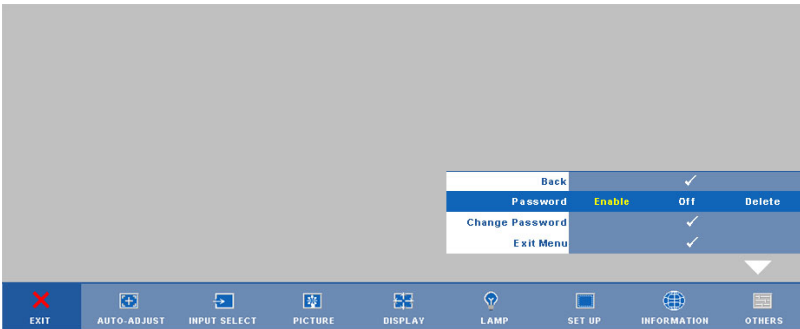 Back
Password Enable Off Delete
Change Password
Exit Menu
EXIT AUTO-ADJUST INPUT SELECT PICTURE DISPLAY LAMP SET UP INFORMATION OTHERS